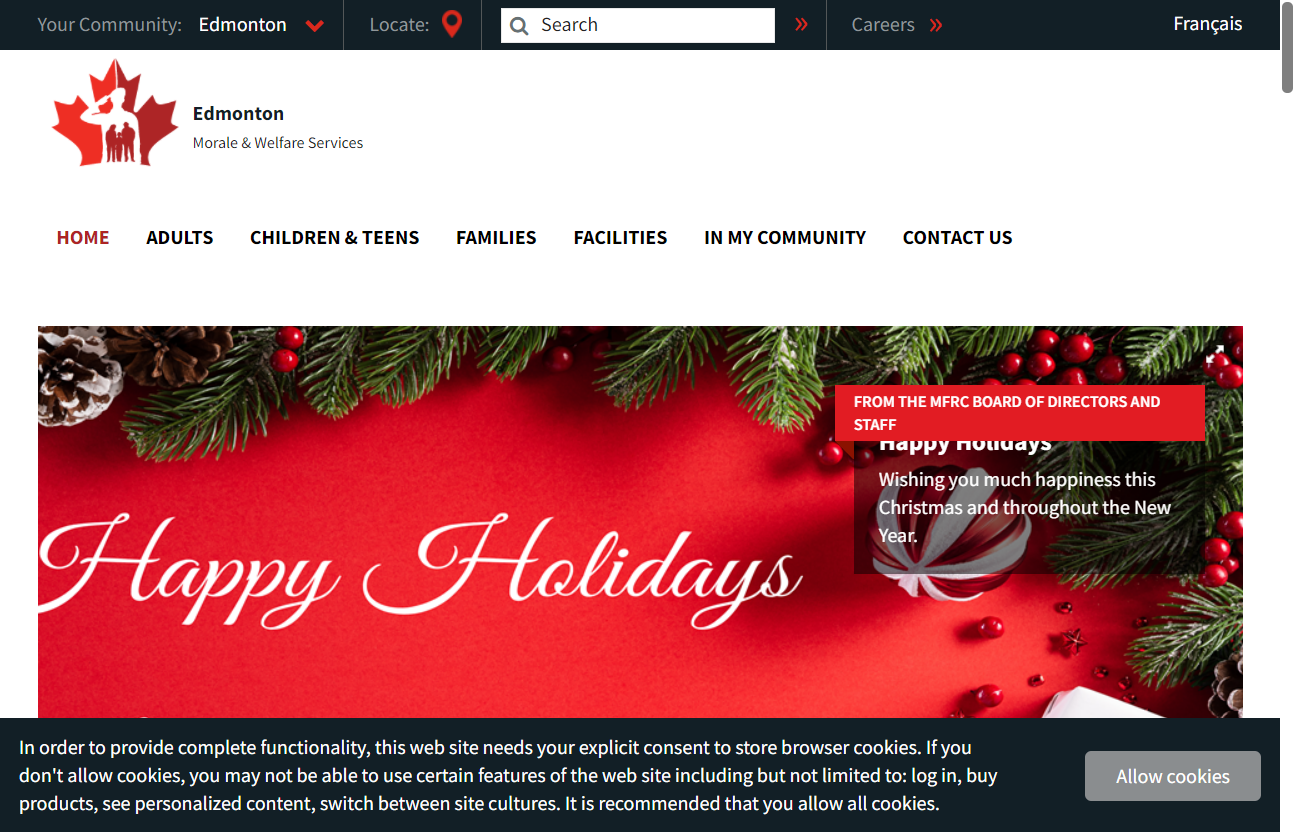 Your Community: Edmonton Locate: Search Careers Français
Edmonton
Morale & Welfare Services
HOME ADULTS CHILDREN & TEENS FAMILIES FACILITIES IN MY COMMUNITY CONTACT US
FROM THE MFRC BOARD OF DIRECTORS AND
STAFF
Happy Holidays
Wishing you much happiness this
Christmas and throughout the New
Year.
Happy Holidays
In order to provide complete functionality, this web site needs your explicit consent to store browser cookies. If you
don't allow cookies, you may not be able to use certain features of the web site including but not limited to: log in, buy
products, see personalized content, switch between site cultures. It is recommended that you allow all cookies.
Allow cookies